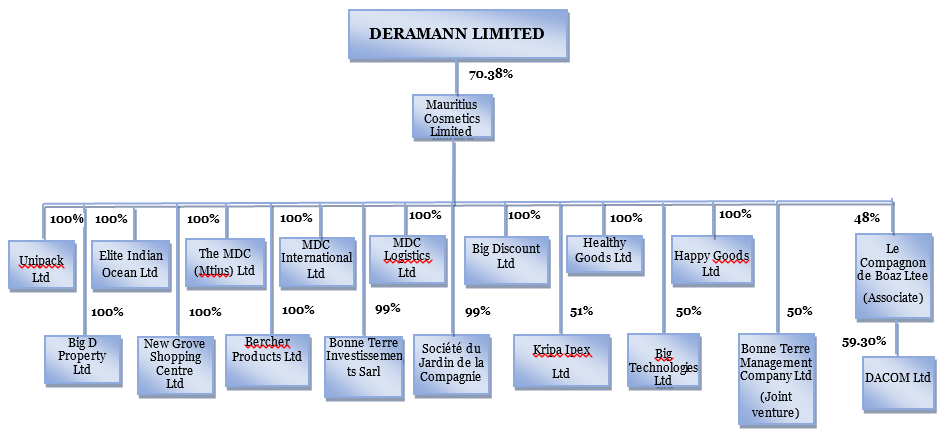 DERAMANN LIMITED
70.38%
Mauritius
Cosmetics
Limited
100%
100%
100%
100%
100%
100%
100%
100%
48%
Unipack
Ltd
Elite Indian
Ocean Ltd
The MDC
(Mtius) Ltd
MDC
International
Ltd
MDC
Logistics
Ltd
Big Discount
Ltd
Healthy
Goods Ltd
Happy Goods
Ltd
Le
Compagnon
de Boaz Ltee
(Associate)
100%
100%
100%
99%
99%
51%
50%
50%
59.30%
Big D
Property
Ltd
New Grove
Shopping
Centre
Ltd
Bercher
Products Ltd
Bonne Terre
Investissemen
ts Sarl
Société du
Jardin de la
Compagnie
Kripa Ipex
Ltd
Big
Technologies
Ltd
Bonne Terre
Management
Company Ltd
(Joint
venture)
DACOM Ltd